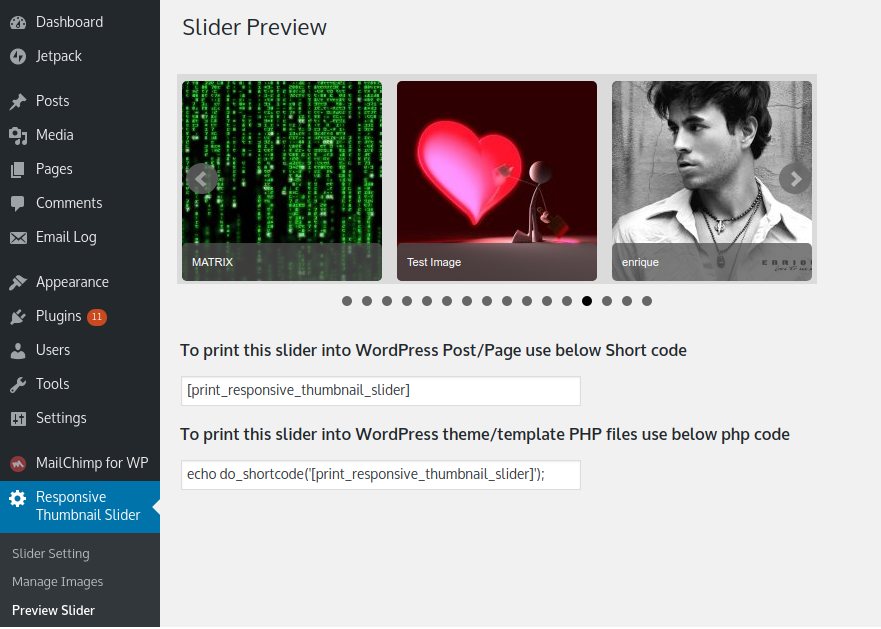 Dashboard
Jetpack
Posts
Media
Pages
Comments
Email Log
Appearance
Plugins 11
Users
Tools
Settings
MailChimp for WP
Responsive
Thumbnail Slider
Slider Setting
Manage Images
Preview Slider
Slider Preview
MATRIX
Test Image
enrique
To print this slider into WordPress Post/Page use below Short code
[print_responsive_thumbnail_slider]
To print this slider into WordPress theme/template PHP files use below php code
echo do_shortcode('[print_responsive_thumbnail_slider]');